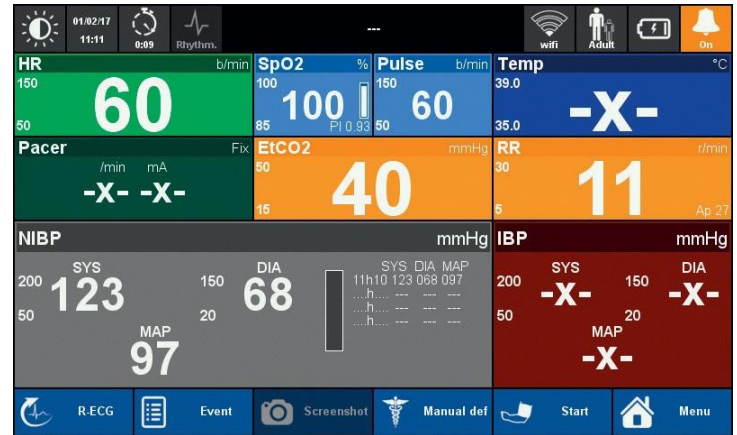 01/02/17
11:11
0:09
Rhythm.
---
wifi
Adult
On
HR b/min
150
60
50
SpO2 %
100
100
85
PI 0.93
Pulse b/min
150
60
50
Temp °C
39.0
-X-
35.0
Pacer Fix
/min mA
-X- -X-
EtCO2 mmHg
50
40
15
RR r/min
30
11
5
Ap 27
NIBP mmHg
SYS
200
123
50
DIA
150
68
20
MAP
97
SYS DIA MAP
11h10 123 068 097
....h.... --- --- ---
....h.... --- --- ---
....h.... --- --- ---
IBP mmHg
SYS
200
-X-
50
DIA
150
-X-
20
MAP
-X-
R-ECG
Event
Screenshot
Manual def
Start
Menu